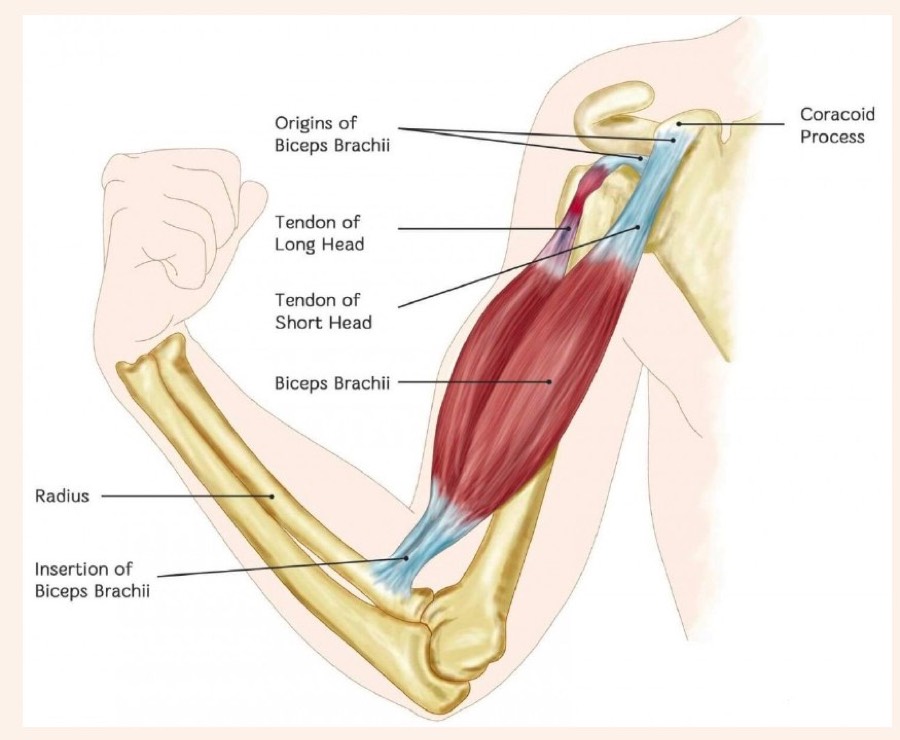 Origins of
Biceps Brachii
Coracoid
Process
Tendon of
Long Head
Tendon of
Short Head
Biceps Brachii
Radius
Insertion of
Biceps Brachii